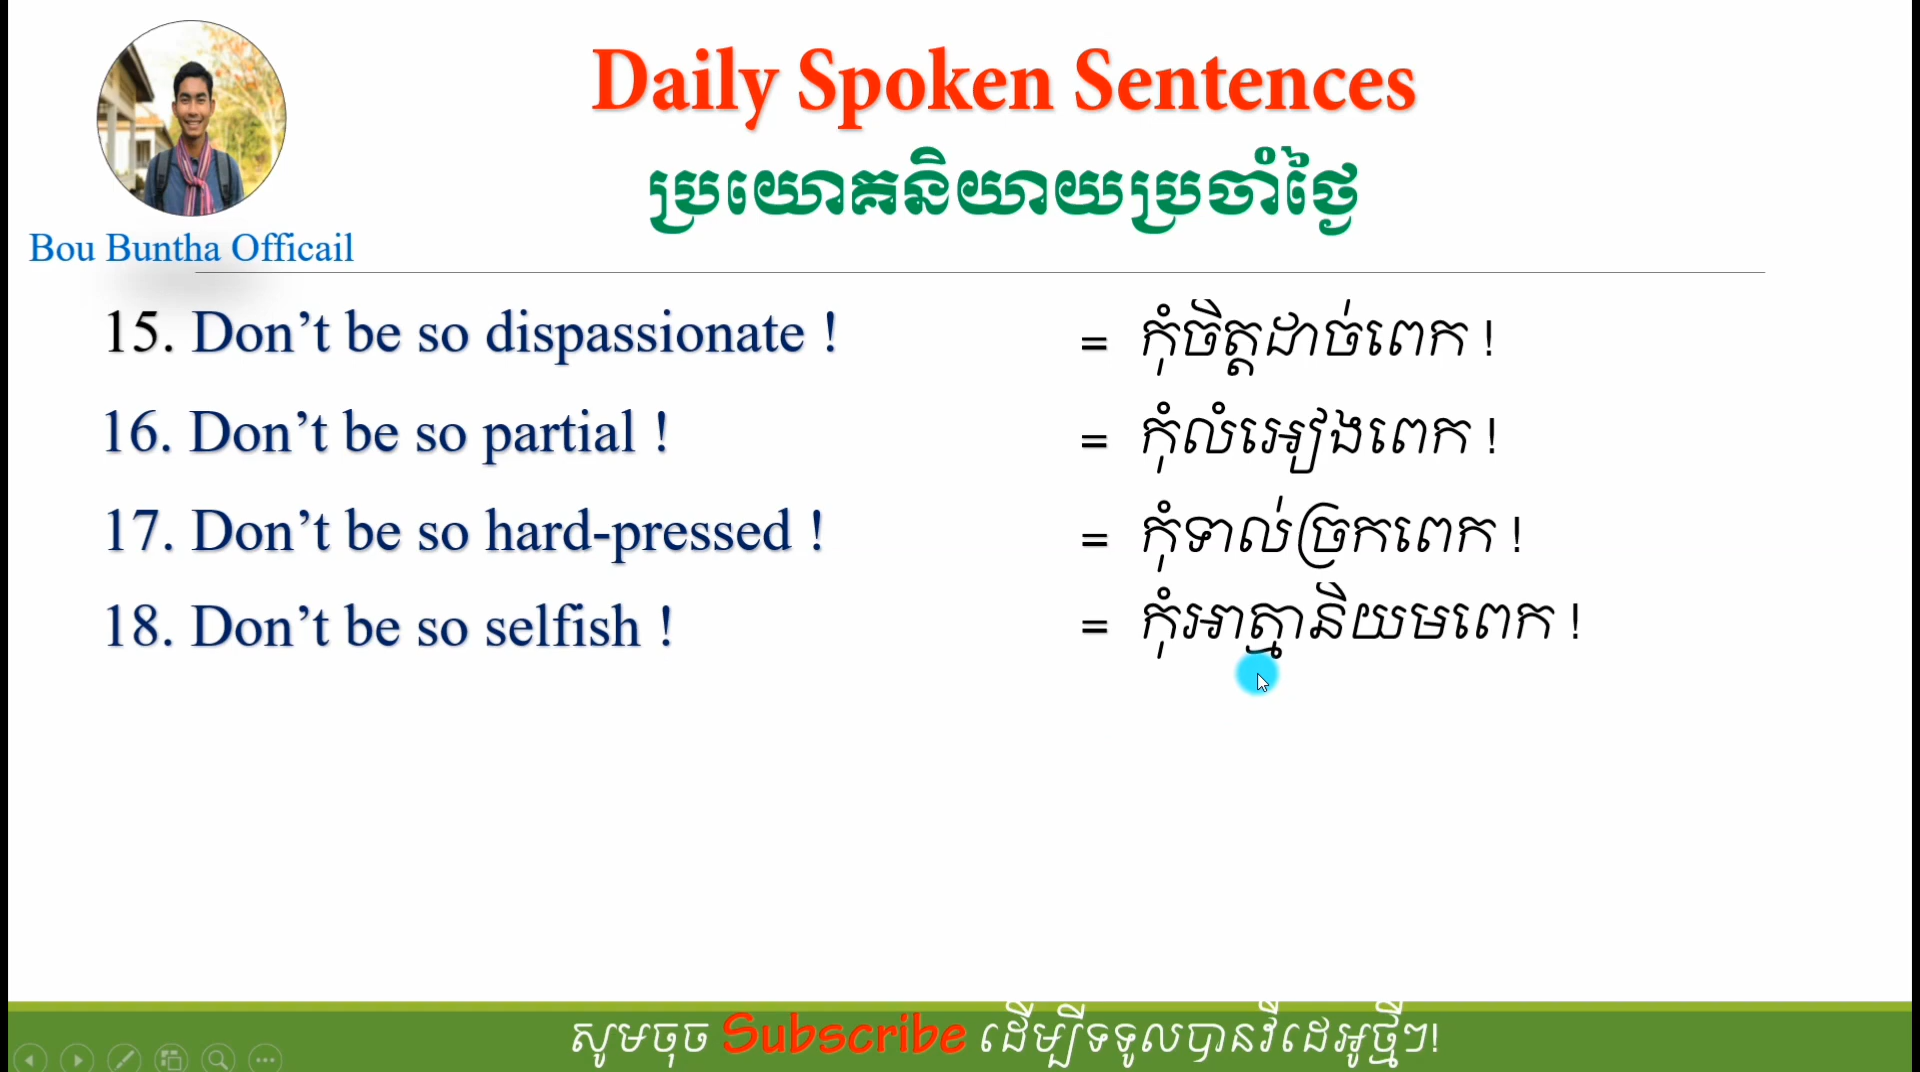 Daily Spoken Sentences
ប្រយោគនិយាយប្រចាំថ្ងៃ
Bou Buntha Officail
15. Don’t be so dispassionate ! = កុំចិត្តដាច់ពេក !
16. Don’t be so partial ! = កុំលំអៀងពេក !
17. Don’t be so hard-pressed ! = កុំទាល់ច្រកពេក !
18. Don’t be so selfish ! = កុំអាត្មានិយមពេក !
សូមចុច Subscribe ដើម្បីទទូលបានវីដេអូថ្មីៗ!